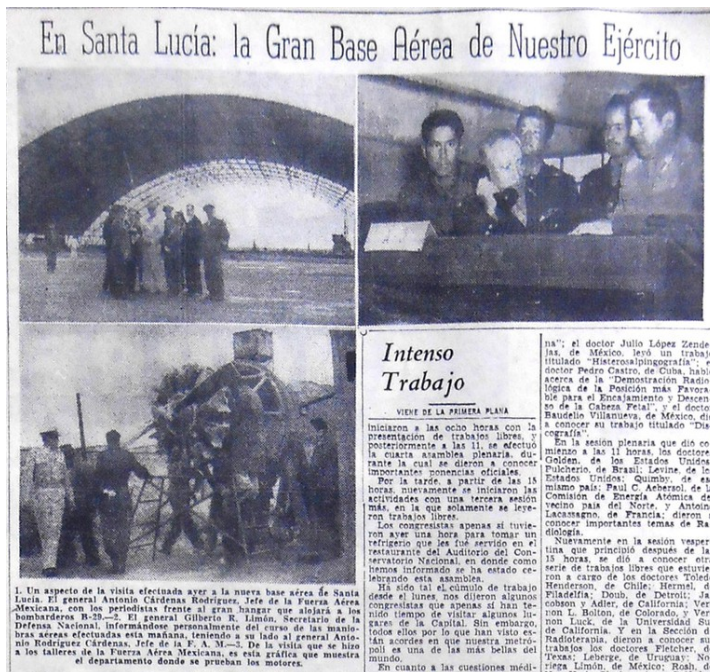 En Santa Lucía: la Gran Base Aérea de Nuestro Ejército
1. Un aspecto de la visita efectuada ayer a la nueva base aérea de Santa
Lucía. El general Antonio Cárdenas Rodríguez, Jefe de la Fuerza Aérea
Mexicana, con los periodistas frente al gran hangar que alojará a los
bombarderos B-29.—2. El general Gilberto R. Limón, Secretario de la
Defensa Nacional, informándose personalmente del curso de las manio-
bras aéreas efectuadas esta mañana, teniendo a su lado al general Anto-
nio Rodríguez Cárdenas, Jefe de la F. A. M.—3. De la visita que se hizo
a los talleres de la Fuerza Aérea Mexicana, es esta gráfica que muestra
el departamento donde se prueban los motores.
Intenso
Trabajo
VIENE DE LA PRIMERA PLANA
iniciaron a las ocho horas con la
presentación de trabajos libres, y
posteriormente a las 11, se efectuó
la cuarta asamblea plenaria, du-
rante la cual se dieron a conocer
importantes ponencias oficiales.
Por la tarde, a partir de las 15
horas, nuevamente se iniciaron las
actividades con una tercera sesión
más, en la que solamente se leye-
ron trabajos libres.
Los congresistas apenas si tuvie-
ron ayer una hora para tomar un
refrigerio que les fué servido en el
restaurante del Auditorio del Con-
servatorio Nacional, en donde como
hemos informado se ha estado ce-
lebrando esta asamblea.
Ha sido tal el cúmulo de trabajo
desde el lunes, nos dijeron algunos
congresistas que apenas si han te-
nido tiempo de visitar algunos lu-
gares de la Capital. Sin embargo,
todos ellos por lo que han visto es-
tán acordes en que nuestra metró-
poli es una de las más bellas del
mundo.
En cuanto a las cuestiones médi-
na"; el doctor Julio López Zende-
jas, de México, leyó un trabajo
titulado "Histerosalpingografía"; e
doctor Pedro Castro, de Cuba, habl
acerca de la "Demostración Radio
lógica de la Posición más Favora-
ble para el Encajamiento y Descen-
so de la Cabeza Fetal", y el docto
Baudelio Villanueva, de México, di
a conocer su trabajo titulado "Dis
cografía".
En la sesión plenaria que dió co
mienzo a las 11 horas, los doctore
Golden, de los Estados Unidos
Pulcherio, de Brasil; Levine, de lo
Estados Unidos; Quimby, de es
mismo país; Paul C. Aebersol, de l
Comisión de Energía Atómica de
vecino país del Norte, y Antoin
Lacassagno, de Francia; dieron
conocer importantes temas de Ra
diología.
Nuevamente en la sesión vesper
tina que principió después de la
15 horas, se dió a conocer otr
serie de trabajos libres que estuvie
ron a cargo de los doctores Toled
Henderson, de Chile; Hermel, d
Filadelfia; Doub, de Detroit; Ja
cobson y Adler, de California; Ver
non L. Bolton, de Colorado, y Ver
non Luck, de la Universidad Su
de California. Y en la Sección d
Radioterapia, dieron a conocer su
trabajos los doctores Fletcher, de
Texas; Leberge, de Uruguay; No
riega Limón, de México; Roah, d